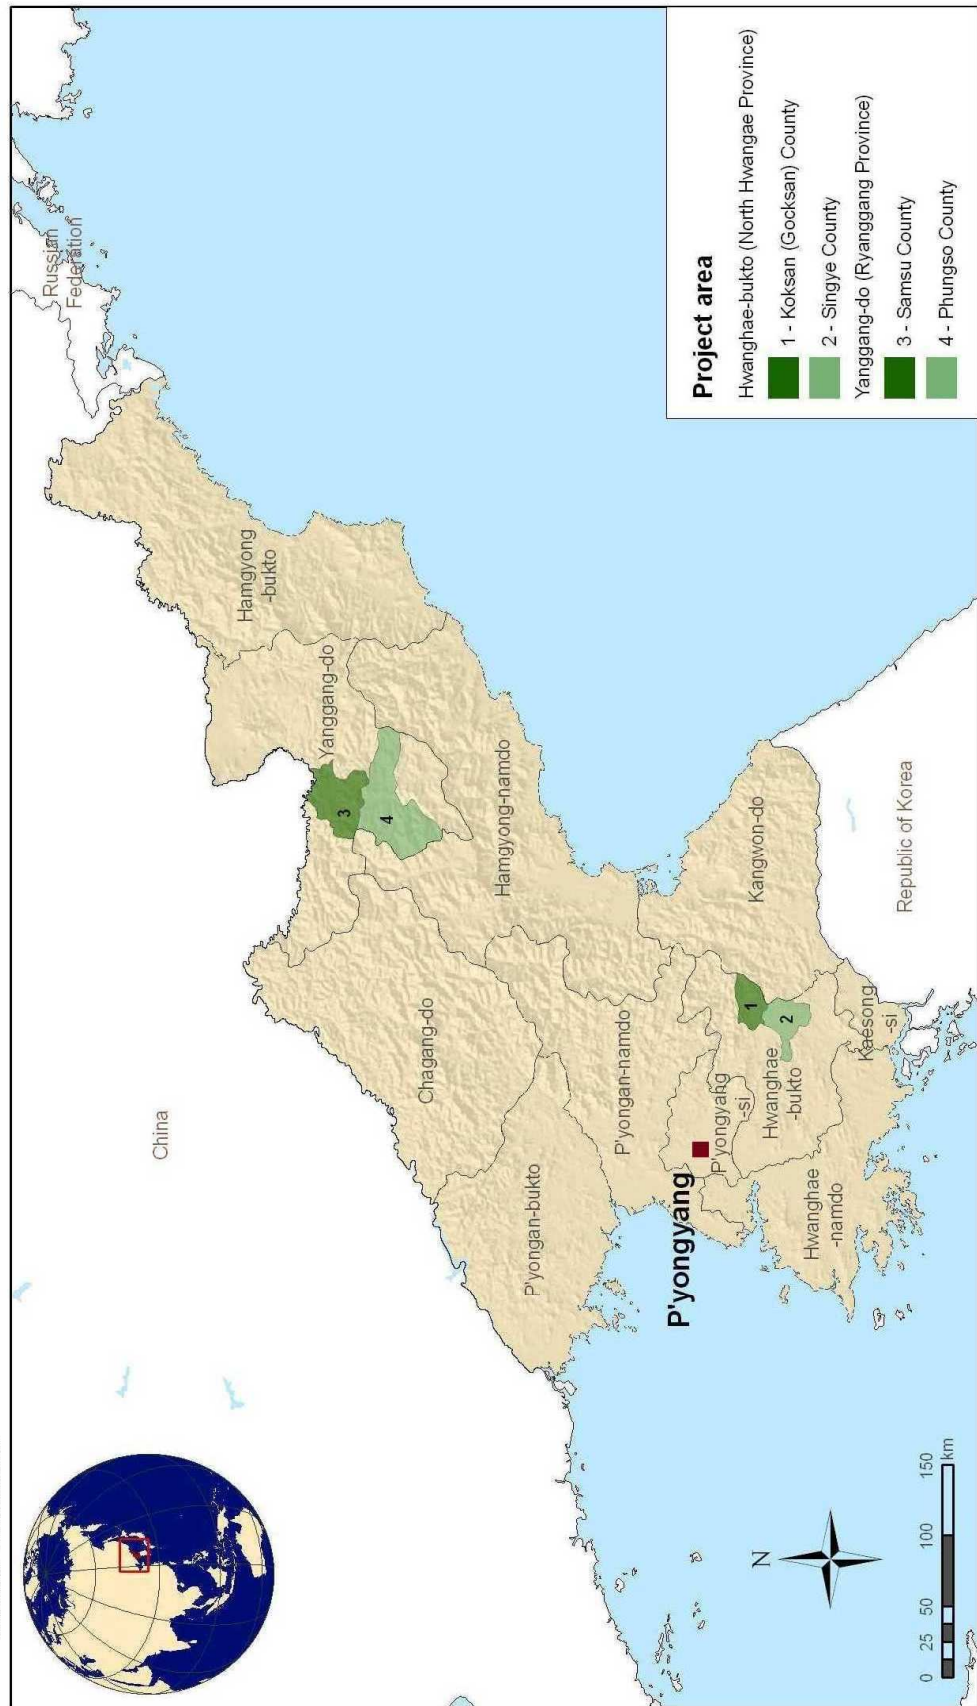 Russian
Federation
China
Hamgyong
-bukto
Yanggang-do
3
4
Chagang-do
Hamgyong-namdo
P'yongan-bukto
P'yongan-namdo
P'yongyang
P'yongyang
-si
1
2
Hwanghae
-bukto
Kangwon-do
Hwanghae
-namdo
Kaesong
-si
Republic of Korea
N
0 25 50 100 150
km
Project area
Hwanghae-bukto (North Hwangae Province)
1 - Koksan (Gocksan) County
2 - Singye County
Yanggang-do (Ryanggang Province)
3 - Samsu County
4 - Phungso County